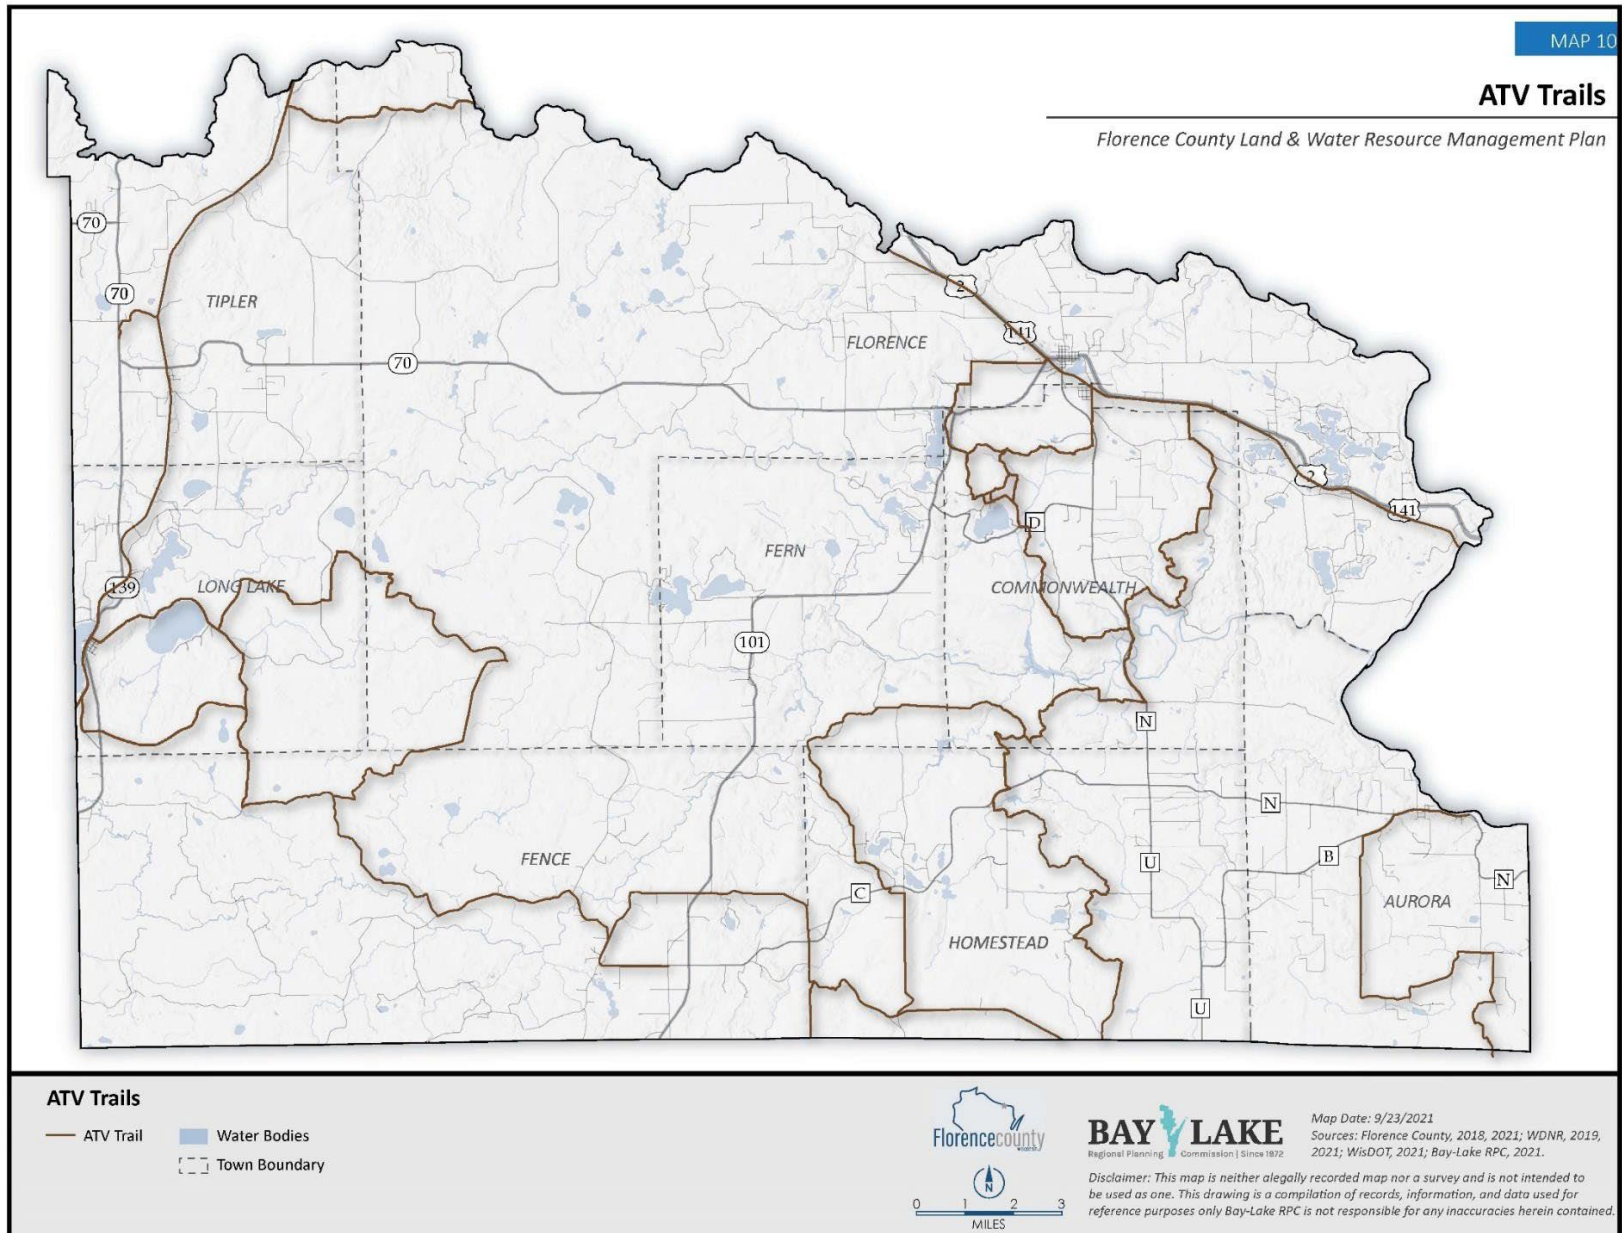 MAP 10
ATV Trails
Florence County Land & Water Resource Management Plan
70
2
70
TIPLER
141
FLORENCE
70
2
141
D
FERN
139
LONG LAKE
COMMONWEALTH
101
N
N
FENCE
U
B
C
N
AURORA
HOMESTEAD
U
ATV Trails
ATV Trail
Water Bodies
Town Boundary
Florencecounty
N
0 1 2 3
MILES
BAY LAKE
Regional Planning Commission | Since 1972
Map Date: 9/23/2021
Sources: Florence County, 2018, 2021; WDNR, 2019,
2021; WisDOT, 2021; Bay-Lake RPC, 2021.
Disclaimer: This map is neither alegally recorded map nor a survey and is not intended to
be used as one. This drawing is a compilation of records, information, and data used for
reference purposes only Bay-Lake RPC is not responsible for any inaccuracies herein contained.